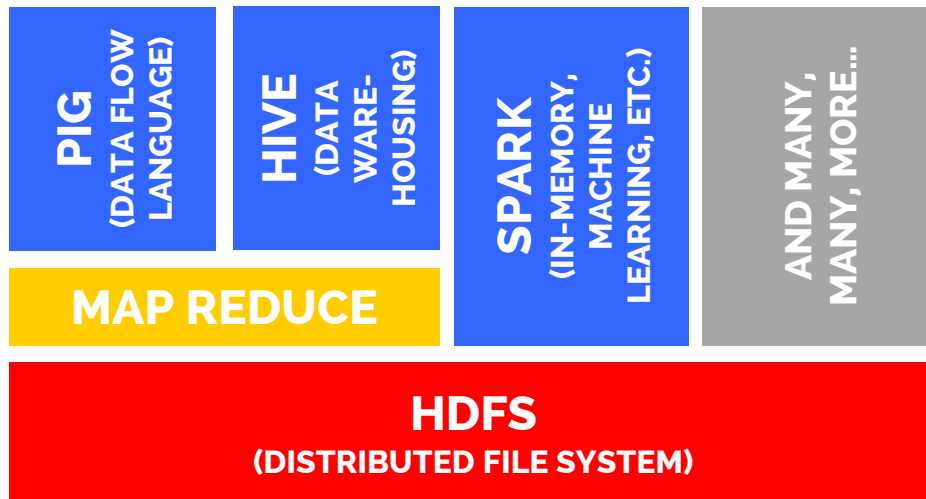 PIG
(DATA FLOW
LANGUAGE)
HIVE
(DATA
WARE-
HOUSING)
SPARK
(IN-MEMORY,
MACHINE
LEARNING, ETC.)
AND MANY,
MANY, MORE...
MAP REDUCE
HDFS
(DISTRIBUTED FILE SYSTEM)